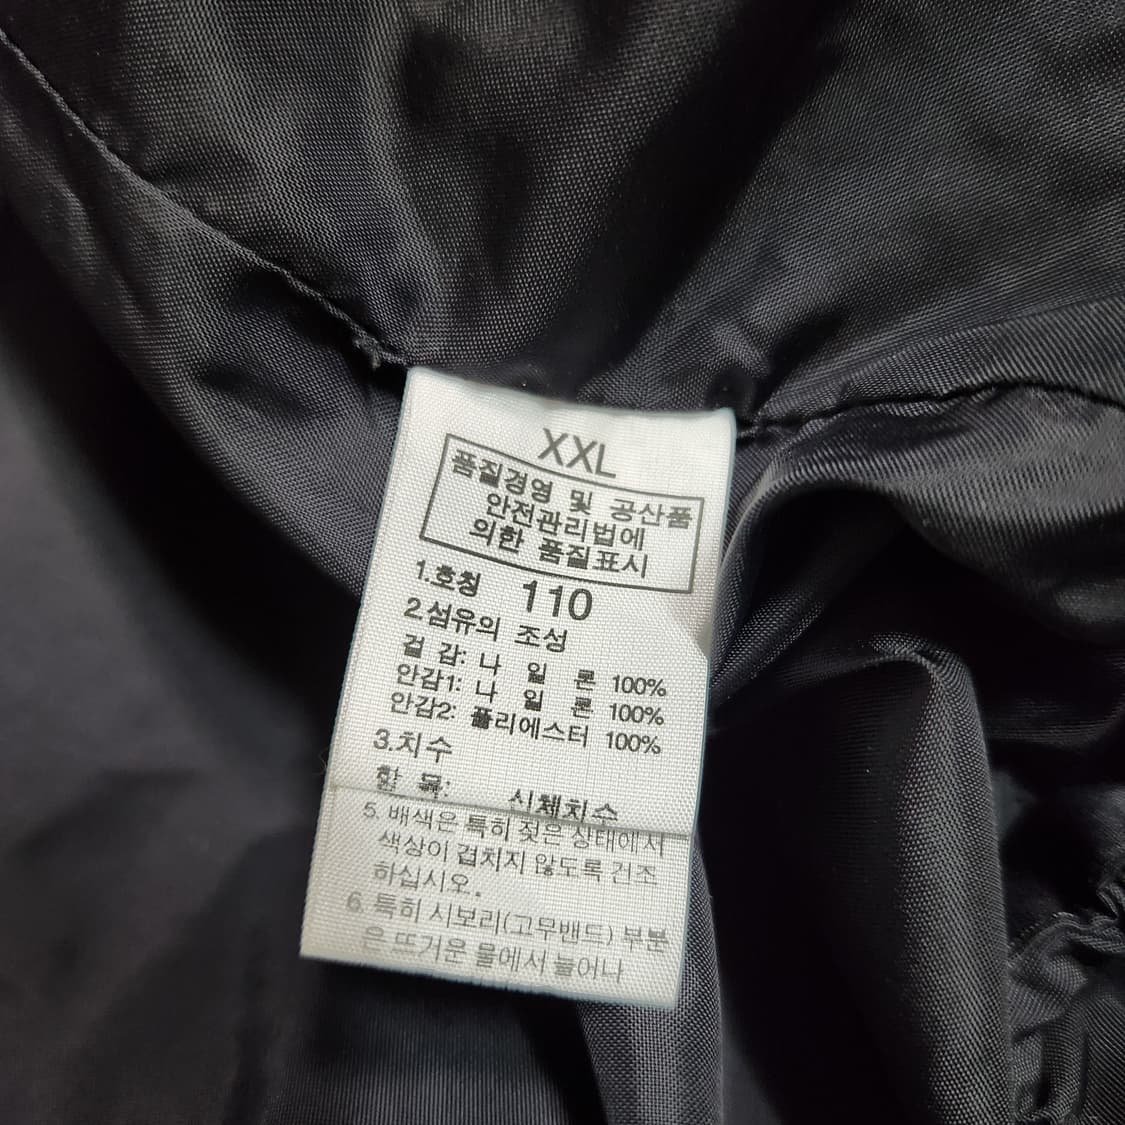 XXL
품질경영 및 공산품
안전관리법에
의한 품질표시
1.호칭 110
2.섬유의 조성
겉 감: 나 일 론 100%
안감1: 나 일 론 100%
안감2: 폴리에스터 100%
3.치수
항 목: 신체치수
5. 배색은 특히 젖은 상태에서
색상이 겹치지 않도록 건조
하십시오.
6. 특히 시보리(고무밴드) 부분
은 뜨거운 물에서 늘어나